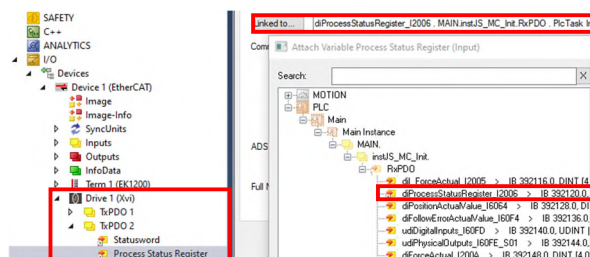 SAFETY
C++
ANALYTICS
I/O
Devices
Device 1 (EtherCAT)
Image
Image-Info
SyncUnits
Inputs
Outputs
InfoData
Term 1 (EK1200)
Drive 1 (Xvi)
TxPDO 1
TxPDO 2
Statusword
Process Status Register
Linked to...
diProcessStatusRegister_I2006 . MAIN.instJS_MC_Init.RxPDO . PlcTask I
Com
ADS
Full
Attach Variable Process Status Register (Input)
Search:
X
MOTION
PLC
Main
Main Instance
MAIN.
instJS_MC_Init.
RxPDO
diI_ForceActual_I2005 > IB 392116.0, DINT [4
diProcessStatusRegister_I2006 > IB 392120.0,
diPositionActualValue_I6064 > IB 392128.0, DI
diFollowErrorActualValue_I60F4 > IB 392136.0,
udiDigitalInputs_I60FD > IB 392140.0, UDINT [
udiPhysicalOutputs_I60FE_S01 > IB 392144.0,
diForceActual_I200A > IB 392148.0, DINT [4.0